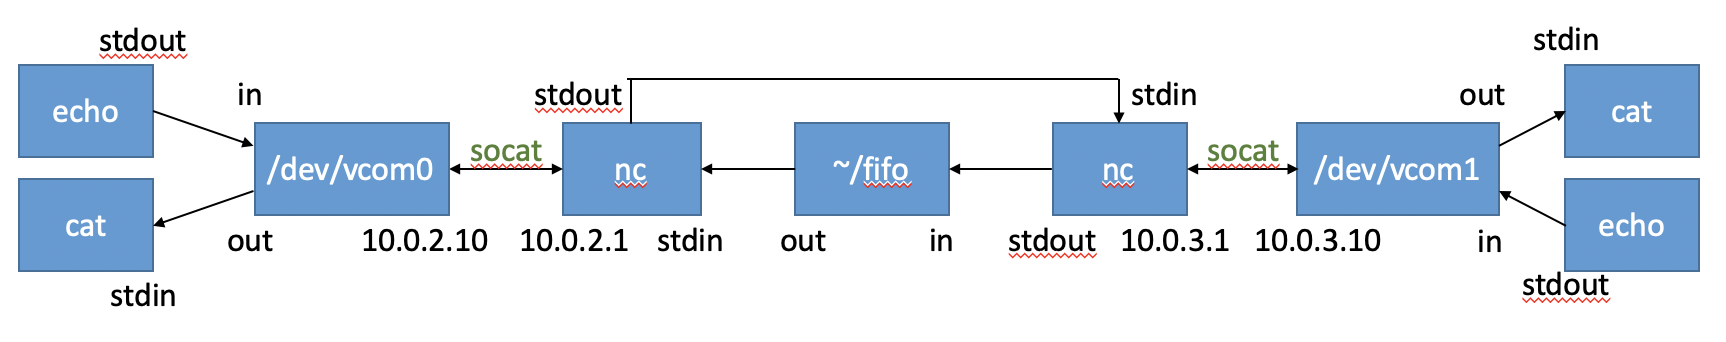 stdout
stdin
echo
in
stdout
stdin
out
cat
/dev/vcom0
socat
nc
~/fifo
nc
socat
/dev/vcom1
cat
out
10.0.2.10
10.0.2.1
stdin
out
in
stdout
10.0.3.1
10.0.3.10
in
echo
stdin
stdout